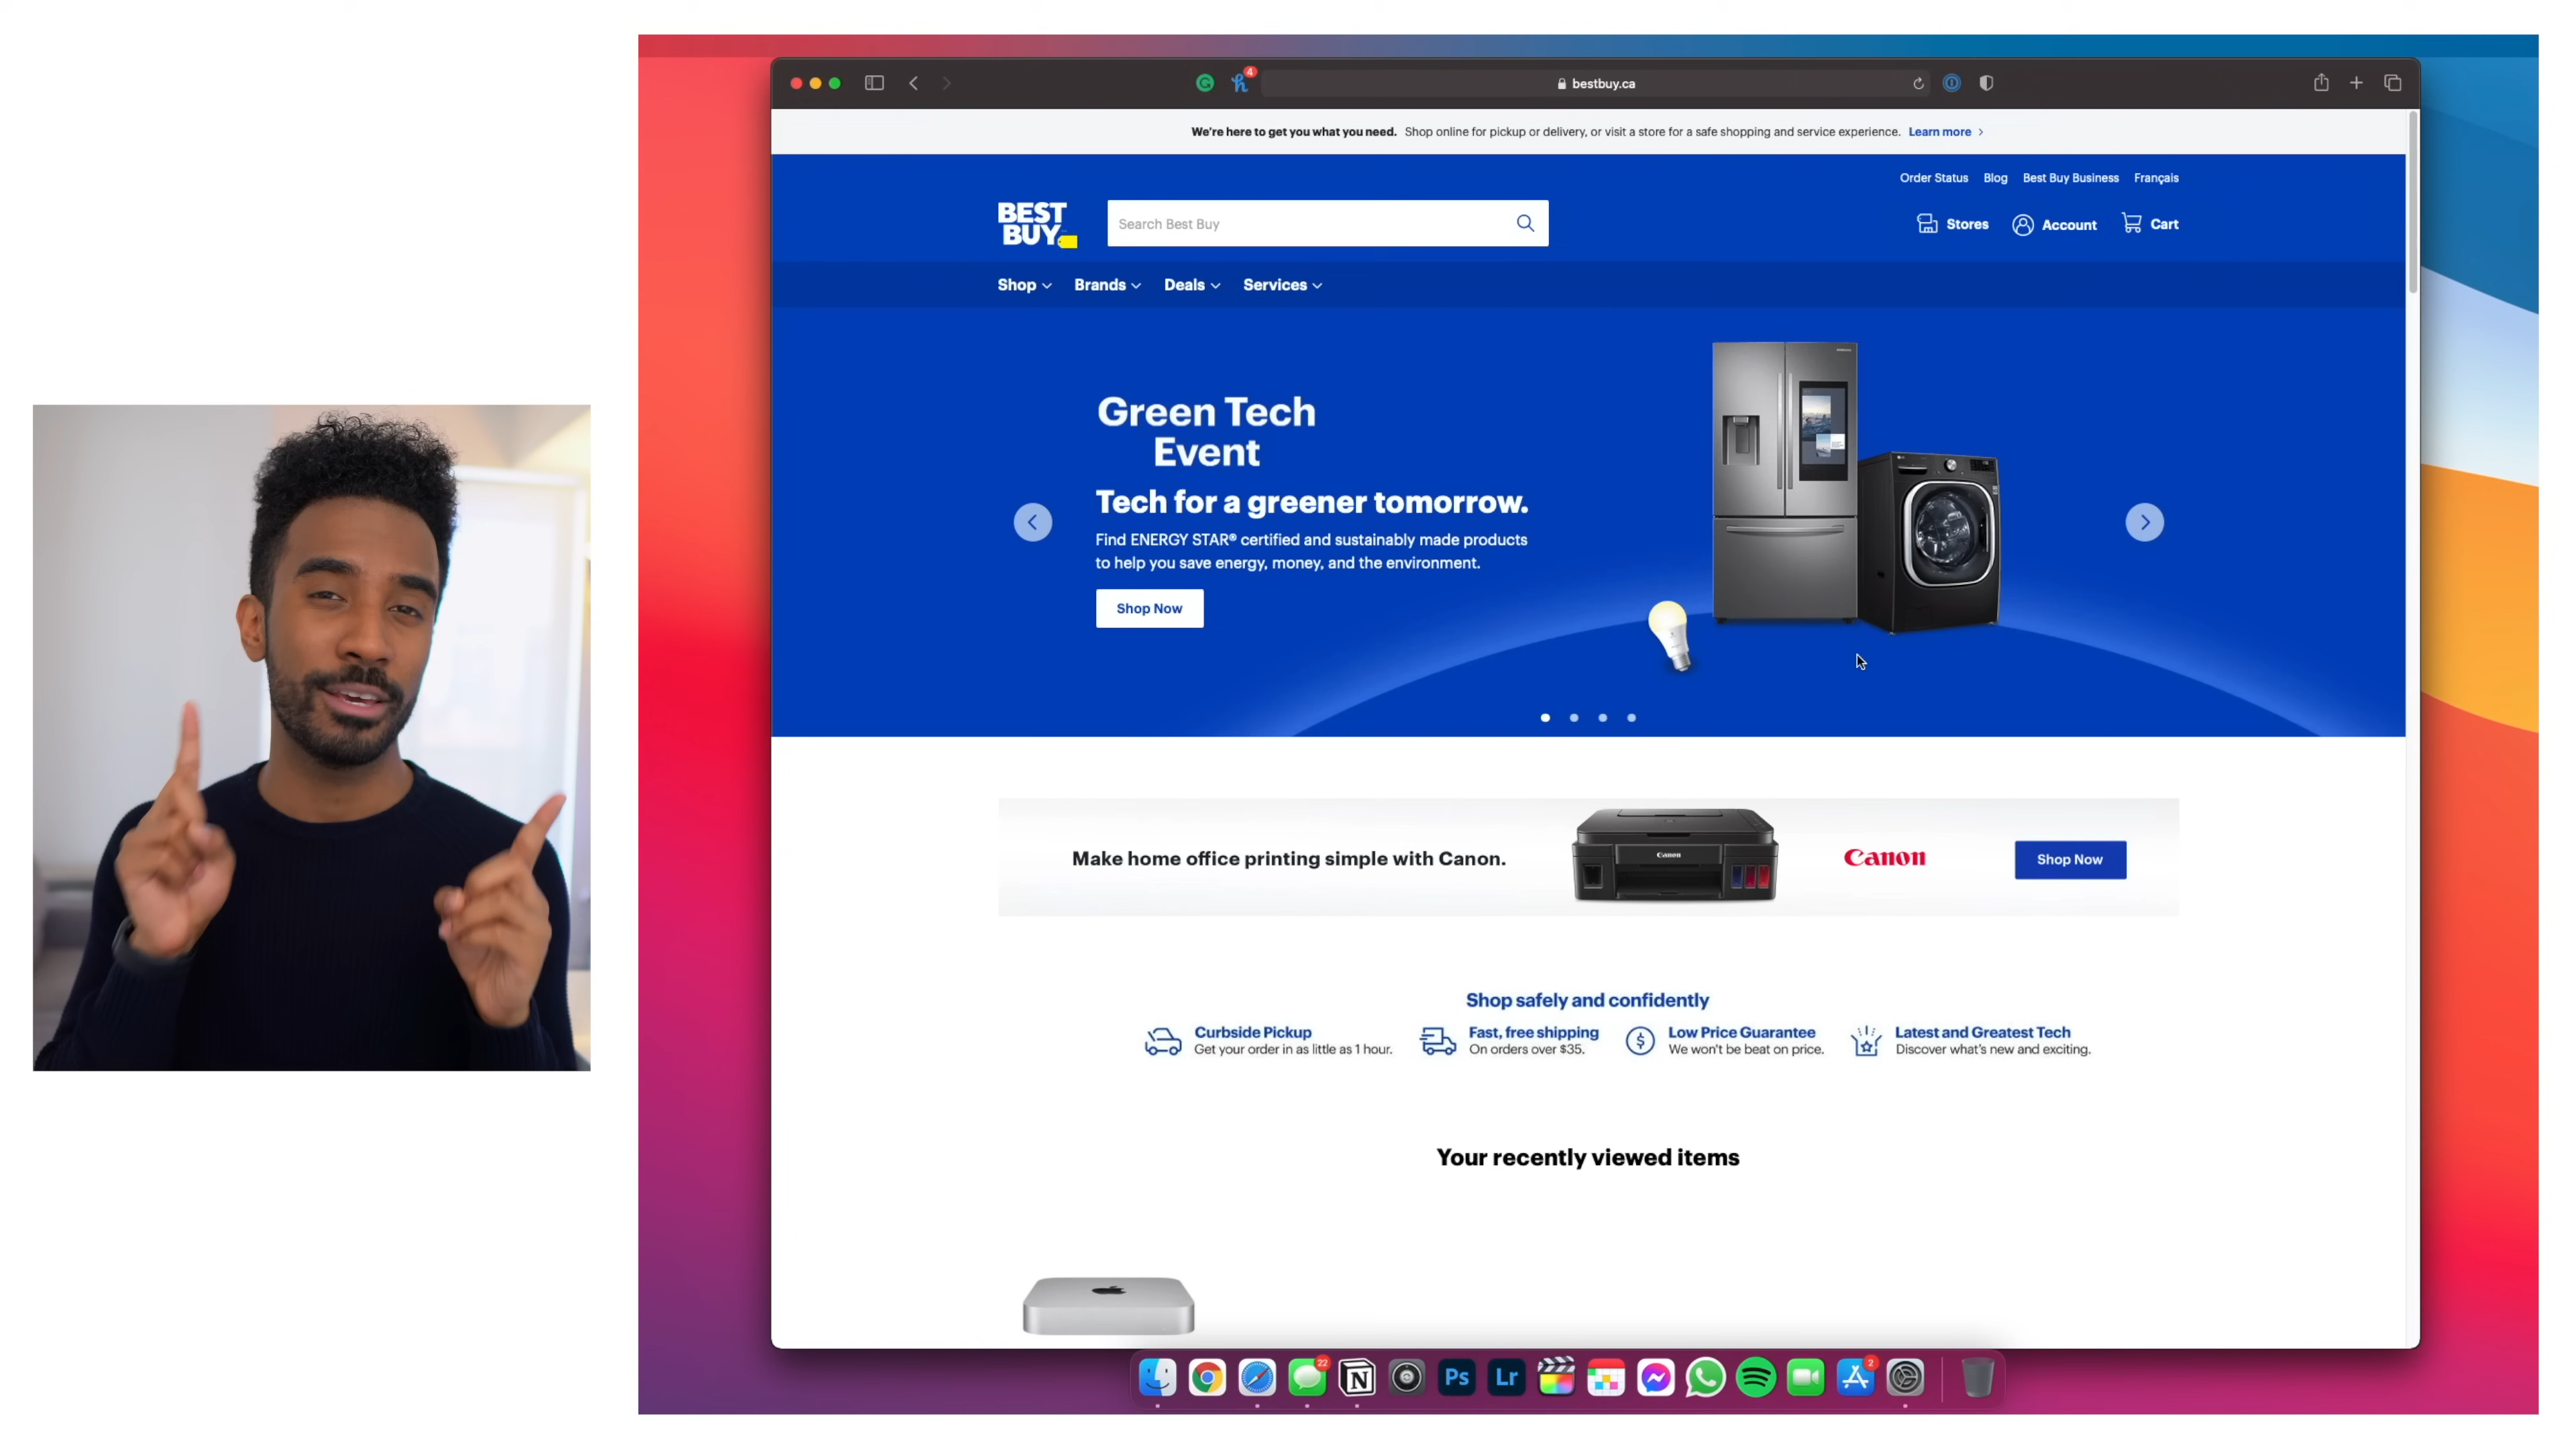 4
bestbuy.ca
We're here to get you what you need. Shop online for pickup or delivery, or visit a store for a safe shopping and service experience. Learn more
Order Status Blog Best Buy Business Français
BEST
BUY
Search Best Buy
Stores Account Cart
Shop Brands Deals Services
Green Tech
Event
Tech for a greener tomorrow.
Find ENERGY STAR® certified and sustainably made products
to help you save energy, money, and the environment.
Shop Now
Make home office printing simple with Canon.
Canon
Canon
Shop Now
Shop safely and confidently
Curbside Pickup
Get your order in as little as 1 hour.
Fast, free shipping
On orders over $35.
Low Price Guarantee
We won't be beat on price.
Latest and Greatest Tech
Discover what's new and exciting.
Your recently viewed items
22
N
Ps
Lr
2